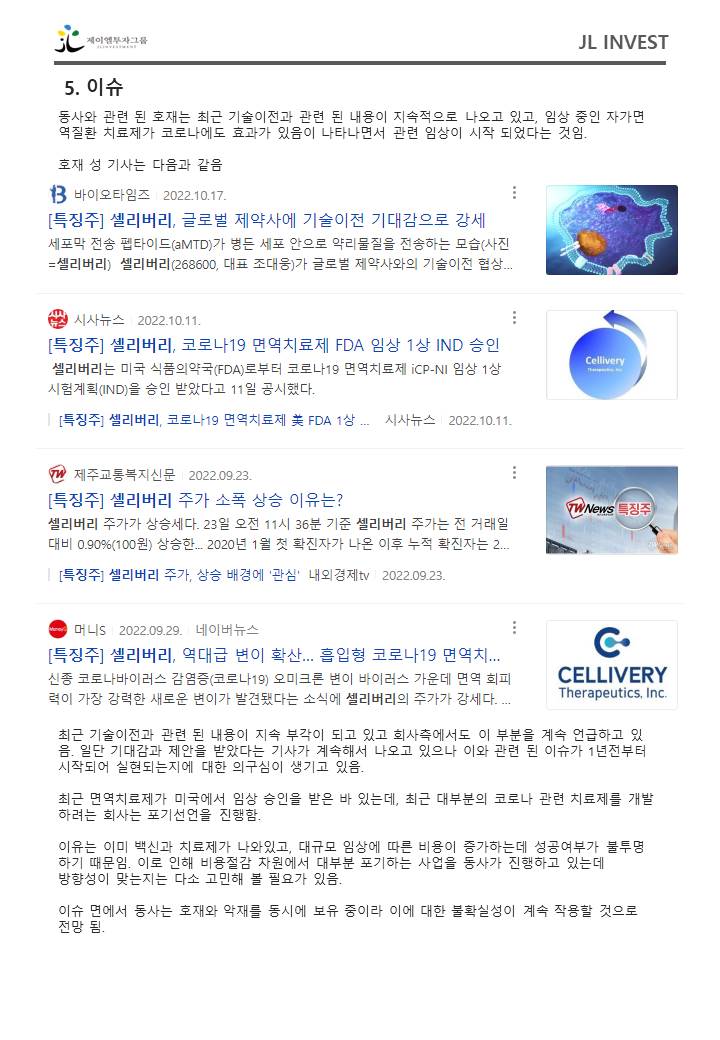 제이엘투자그룹
JLINVESTMENT
JL INVEST
5. 이슈
동사와 관련 된 호재는 최근 기술이전과 관련 된 내용이 지속적으로 나오고 있고, 임상 중인 자가면
역질환 치료제가 코로나에도 효과가 있음이 나타나면서 관련 임상이 시작 되었다는 것임.
호재 성 기사는 다음과 같음
바이오타임즈 2022.10.17.
[특징주] 셀리버리, 글로벌 제약사에 기술이전 기대감으로 강세
세포막 전송 펩타이드(aMTD)가 병든 세포 안으로 약리물질을 전송하는 모습(사진
=셀리버리) 셀리버리(268600, 대표 조대웅)가 글로벌 제약사와의 기술이전 협상...
시사뉴스 2022.10.11.
[특징주] 셀리버리, 코로나19 면역치료제 FDA 임상 1상 IND 승인
셀리버리는 미국 식품의약국(FDA)로부터 코로나19 면역치료제 iCP-NI 임상 1상
시험계획(IND)을 승인 받았다고 11일 공시했다.
Cellivery
Therapeutics, Inc.
[특징주] 셀리버리, 코로나19 면역치료제 美 FDA 1상 ... 시사뉴스 2022.10.11.
TW 제주교통복지신문 2022.09.23.
[특징주] 셀리버리 주가 소폭 상승 이유는?
셀리버리 주가가 상승세다. 23일 오전 11시 36분 기준 셀리버리 주가는 전 거래일
대비 0.90%(100원) 상승한... 2020년 1월 첫 확진자가 나온 이후 누적 확진자는 2...
TW News 특징주
[특징주] 셀리버리 주가, 상승 배경에 '관심' 내외경제tv 2022.09.23.
MoneyS 머니S 2022.09.29. 네이버뉴스
[특징주] 셀리버리, 역대급 변이 확산... 흡입형 코로나19 면역치...
신종 코로나바이러스 감염증(코로나19) 오미크론 변이 바이러스 가운데 면역 회피
력이 가장 강력한 새로운 변이가 발견됐다는 소식에 셀리버리의 주가가 강세다. ...
CELLIVERY
Therapeutics, Inc.
최근 기술이전과 관련 된 내용이 지속 부각이 되고 있고 회사측에서도 이 부분을 계속 언급하고 있
음. 일단 기대감과 제안을 받았다는 기사가 계속해서 나오고 있으나 이와 관련 된 이슈가 1년전부터
시작되어 실현되는지에 대한 의구심이 생기고 있음.
최근 면역치료제가 미국에서 임상 승인을 받은 바 있는데, 최근 대부분의 코로나 관련 치료제를 개발
하려는 회사는 포기선언을 진행함.
이유는 이미 백신과 치료제가 나와있고, 대규모 임상에 따른 비용이 증가하는데 성공여부가 불투명
하기 때문임. 이로 인해 비용절감 차원에서 대부분 포기하는 사업을 동사가 진행하고 있는데
방향성이 맞는지는 다소 고민해 볼 필요가 있음.
이슈 면에서 동사는 호재와 악재를 동시에 보유 중이라 이에 대한 불확실성이 계속 작용할 것으로
전망 됨.